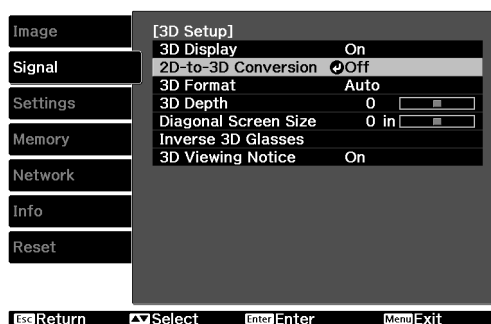 Image
Signal
Settings
Memory
Network
Info
Reset
[3D Setup]
3D Display On
2D-to-3D Conversion Off
3D Format Auto
3D Depth 0
Diagonal Screen Size 0 in
Inverse 3D Glasses
3D Viewing Notice On
Esc Return Select Enter Enter Menu Exit